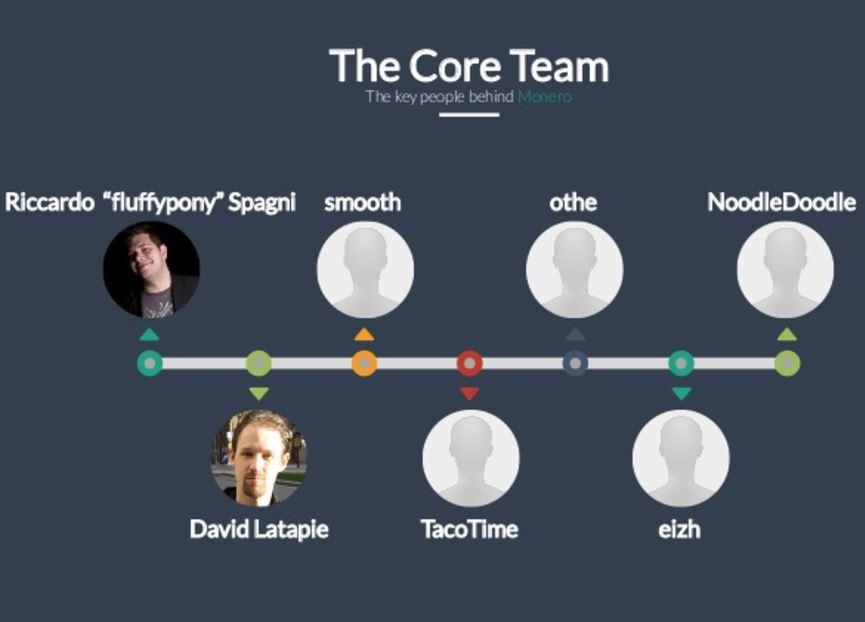 The Core Team
The key people behind Monero
Riccardo “fluffypony” Spagni
smooth
othe
NoodleDoodle
David Latapie
TacoTime
eizh